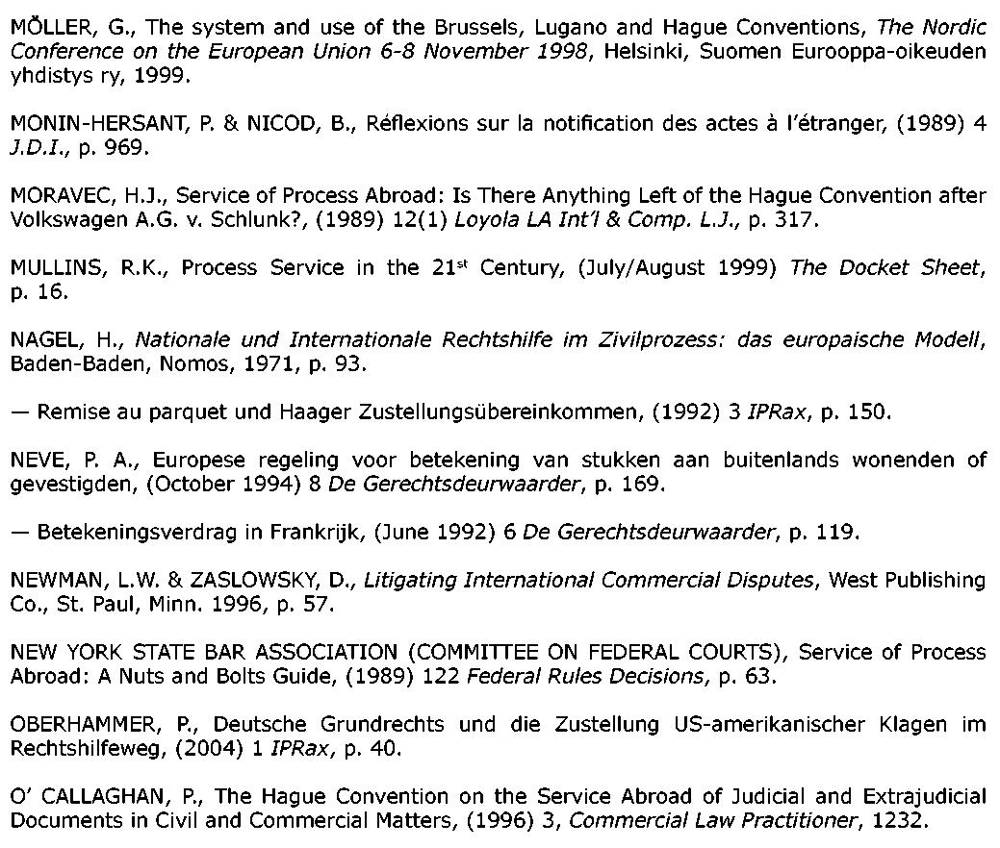 MÖLLER, G., The system and use of the Brussels, Lugano and Hague Conventions, The Nordic
Conference on the European Union 6-8 November 1998, Helsinki, Suomen Eurooppa-oikeuden
yhdistys ry, 1999.
MONIN-HERSANT, P. & NICOD, B., Réflexions sur la notification des actes à l'étranger, (1989) 4
J.D.I., p. 969.
MORAVEC, H.J., Service of Process Abroad: Is There Anything Left of the Hague Convention after
Volkswagen A.G. v. Schlunk?, (1989) 12(1) Loyola LA Int'l & Comp. L.J., p. 317.
MULLINS, R.K., Process Service in the 21st Century, (July/August 1999) The Docket Sheet,
p. 16.
NAGEL, H., Nationale und Internationale Rechtshilfe im Zivilprozess: das europaische Modell,
Baden-Baden, Nomos, 1971, p. 93.
— Remise au parquet und Haager Zustellungsübereinkommen, (1992) 3 IPRax, p. 150.
NEVE, P. A., Europese regeling voor betekening van stukken aan buitenlands wonenden of
gevestigden, (October 1994) 8 De Gerechtsdeurwaarder, p. 169.
— Betekeningsverdrag in Frankrijk, (June 1992) 6 De Gerechtsdeurwaarder, p. 119.
NEWMAN, L.W. & ZASLOWSKY, D., Litigating International Commercial Disputes, West Publishing
Co., St. Paul, Minn. 1996, p. 57.
NEW YORK STATE BAR ASSOCIATION (COMMITTEE ON FEDERAL COURTS), Service of Process
Abroad: A Nuts and Bolts Guide, (1989) 122 Federal Rules Decisions, p. 63.
OBERHAMMER, P., Deutsche Grundrechts und die Zustellung US-amerikanischer Klagen im
Rechtshilfeweg, (2004) 1 IPRax, p. 40.
O' CALLAGHAN, P., The Hague Convention on the Service Abroad of Judicial and Extrajudicial
Documents in Civil and Commercial Matters, (1996) 3, Commercial Law Practitioner, 1232.